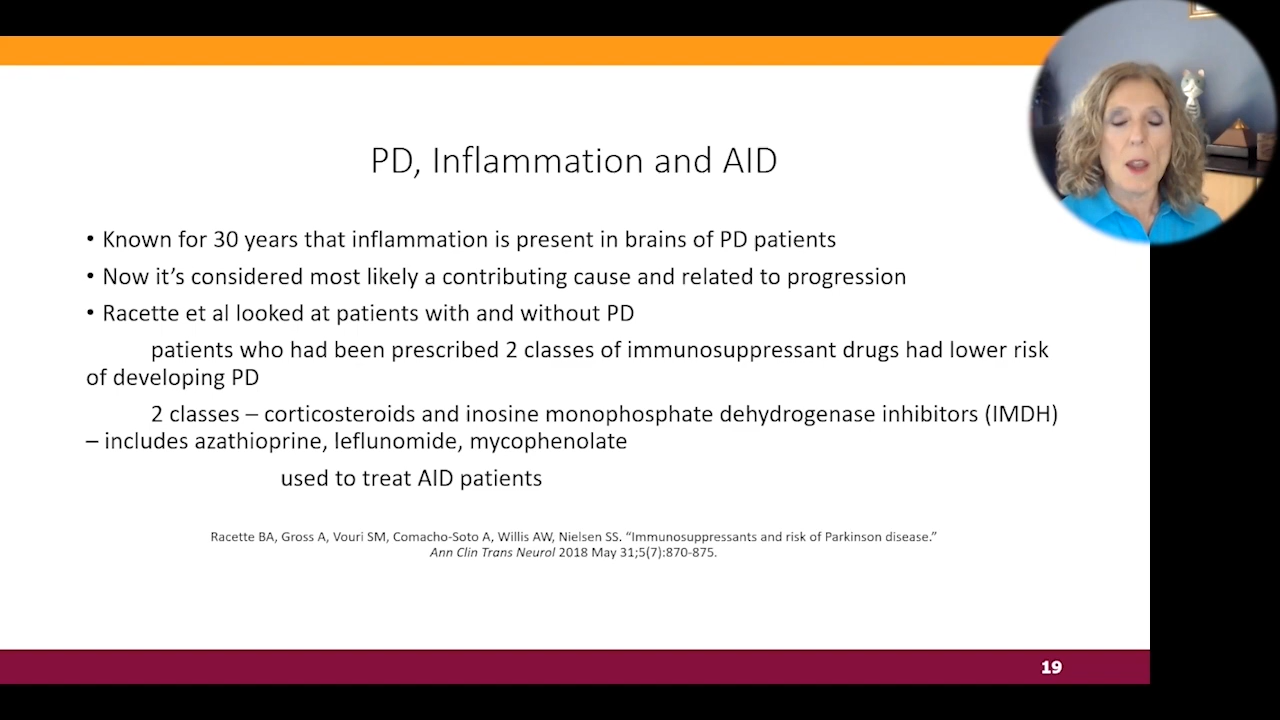 PD, Inflammation and AID
• Known for 30 years that inflammation is present in brains of PD patients
• Now it’s considered most likely a contributing cause and related to progression
• Racette et al looked at patients with and without PD
patients who had been prescribed 2 classes of immunosuppressant drugs had lower risk
of developing PD
2 classes – corticosteroids and inosine monophosphate dehydrogenase inhibitors (IMDH)
– includes azathioprine, leflunomide, mycophenolate
used to treat AID patients
Racette BA, Gross A, Vouri SM, Comacho-Soto A, Willis AW, Nielsen SS. “Immunosuppressants and risk of Parkinson disease.”
Ann Clin Trans Neurol 2018 May 31;5(7):870-875.
19